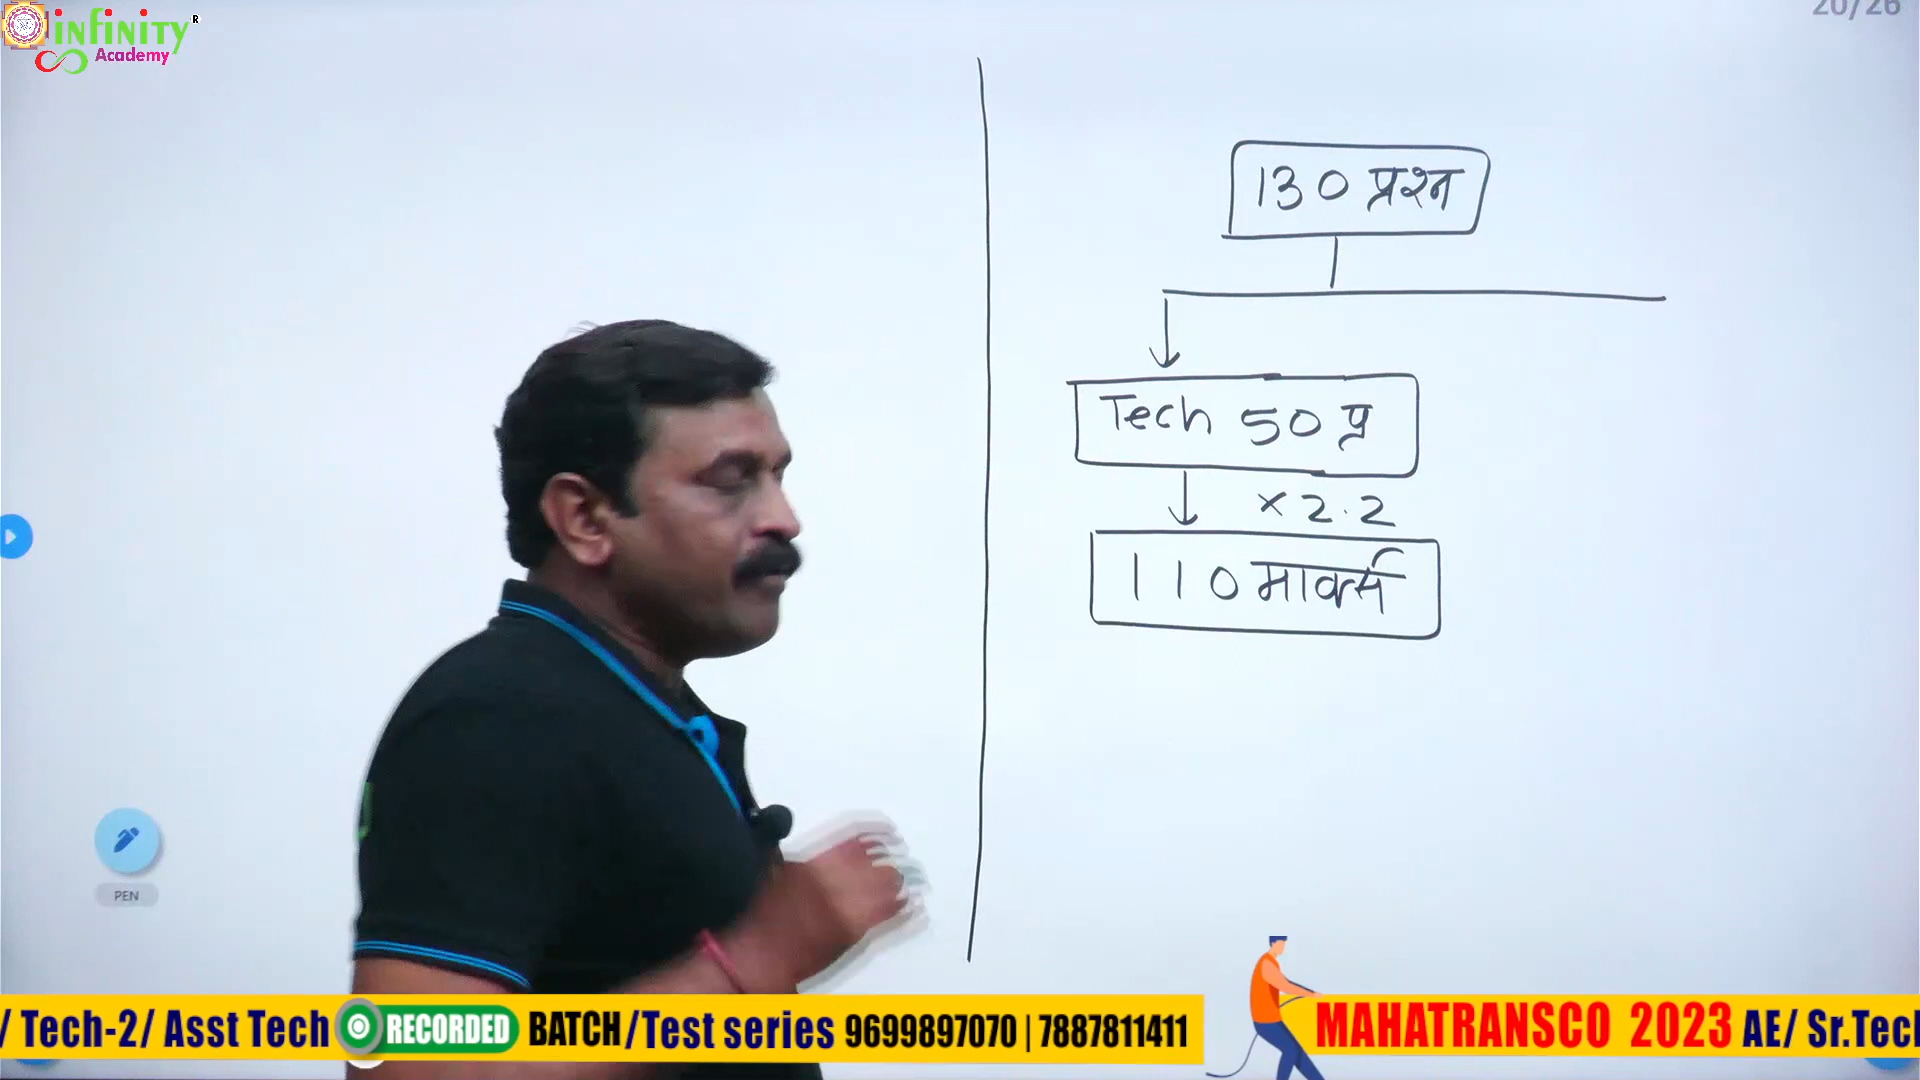 infinity®
Academy
20/26
130 प्रश्न
Tech 50 प्र
× 2.2
110 मार्क्स
PEN
/ Tech-2/ Asst Tech RECORDED BATCH/Test series 9699897070 | 7887811411
MAHATRANSCO 2023 AE/ Sr.Tech